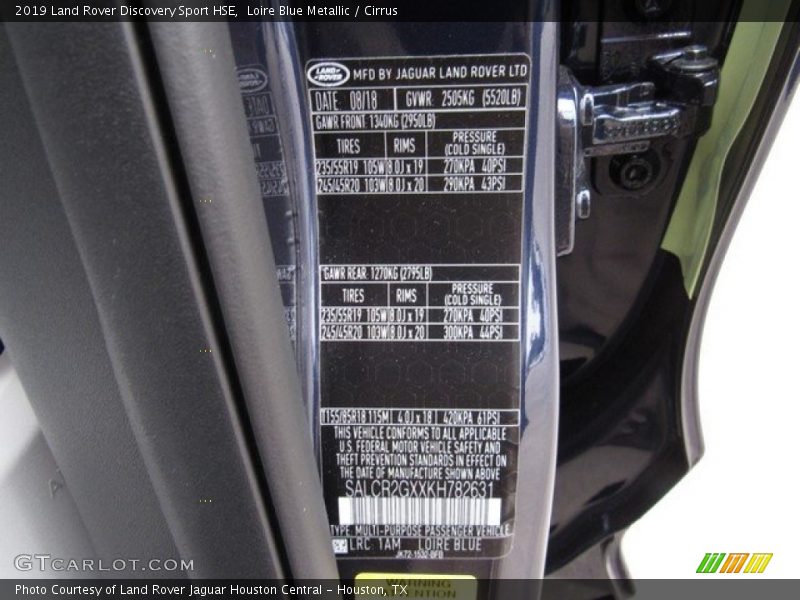 2019 Land Rover Discovery Sport HSE,  Loire Blue Metallic / Cirrus
LAND ROVER MFD BY JAGUAR LAND ROVER LTD
DATE. 08/18 GVWR. 2505KG (5520LB)
GAWR FRONT 1340KG (2950LB)
TIRES RIMS PRESSURE (COLD SINGLE)
235/55R19 105W 8.0J x 19 270KPA 40PSI
245/45R20 103W 8.0J x 20 290KPA 43PSI
GAWR REAR 1270KG (2795LB)
TIRES RIMS PRESSURE (COLD SINGLE)
235/55R19 105W 8.0J x 19 270KPA 40PSI
245/45R20 103W 8.0J x 20 300KPA 44PSI
T155/85R18 115M 4.0J x 18 420KPA 61PSI
THIS VEHICLE CONFORMS TO ALL APPLICABLE
U.S. FEDERAL MOTOR VEHICLE SAFETY AND
THEFT PREVENTION STANDARDS IN EFFECT ON
THE DATE OF MANUFACTURE SHOWN ABOVE
SALCR2GXXKH782631
TYPE: MULTI-PURPOSE PASSENGER VEHICLE
LRC 1AM LOIRE BLUE
WARNING
GTCARLOT.COM
Photo Courtesy of Land Rover Jaguar Houston Central - Houston, TX